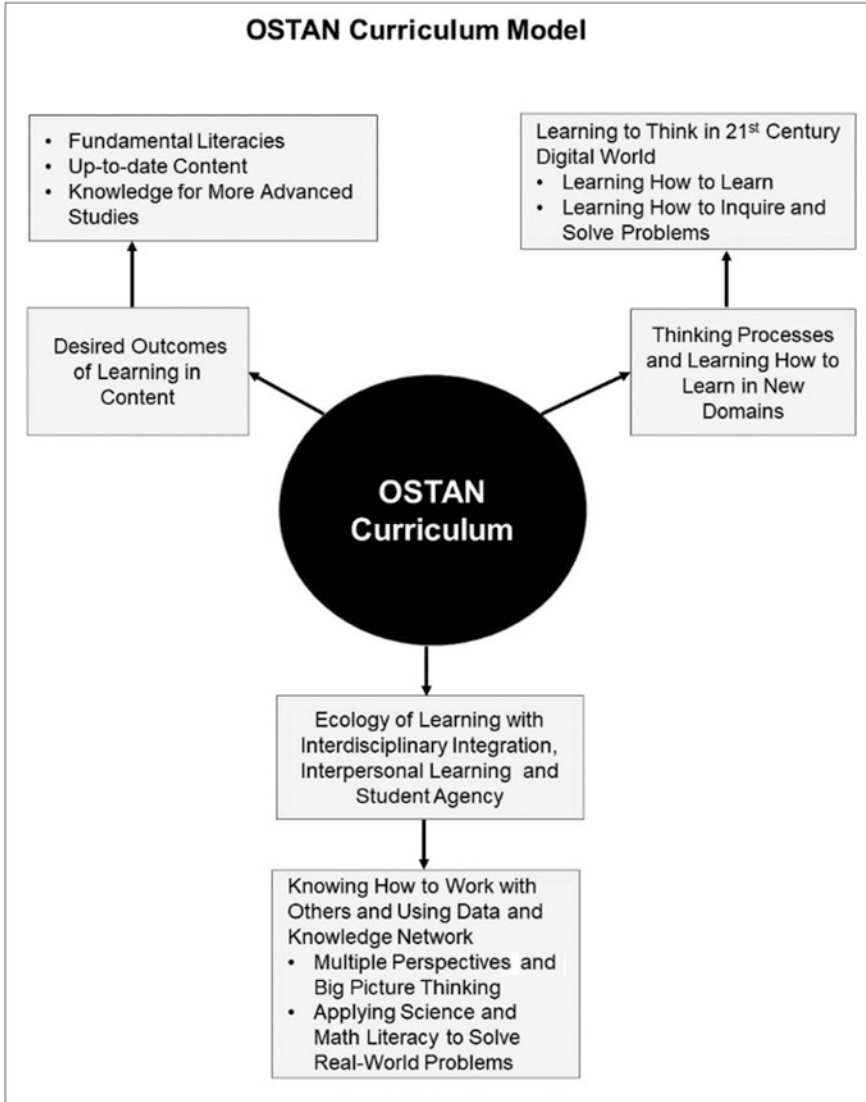 OSTAN Curriculum Model
• Fundamental Literacies
• Up-to-date Content
• Knowledge for More Advanced
Studies
Learning to Think in 21st Century
Digital World
• Learning How to Learn
• Learning How to Inquire and
Solve Problems
Desired Outcomes
of Learning in
Content
Thinking Processes
and Learning How to
Learn in New
Domains
OSTAN
Curriculum
Ecology of Learning with
Interdisciplinary Integration,
Interpersonal Learning and
Student Agency
Knowing How to Work with
Others and Using Data and
Knowledge Network
• Multiple Perspectives and
Big Picture Thinking
• Applying Science and
Math Literacy to Solve
Real-World Problems